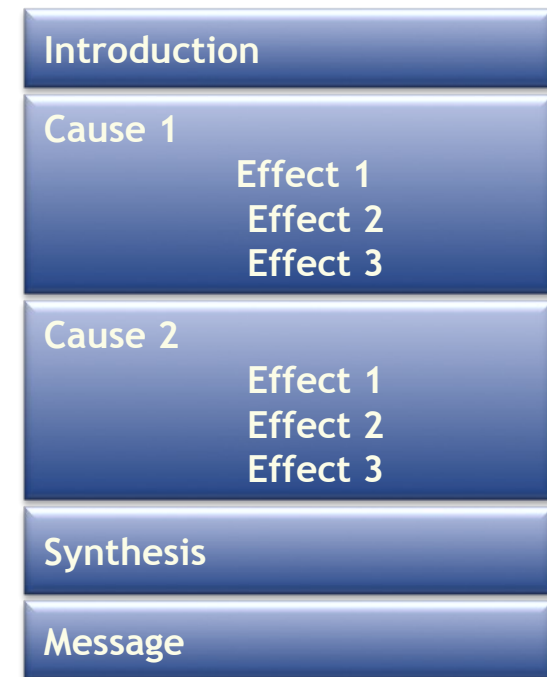 Introduction
Cause 1
Effect 1
Effect 2
Effect 3
Cause 2
Effect 1
Effect 2
Effect 3
Synthesis
Message